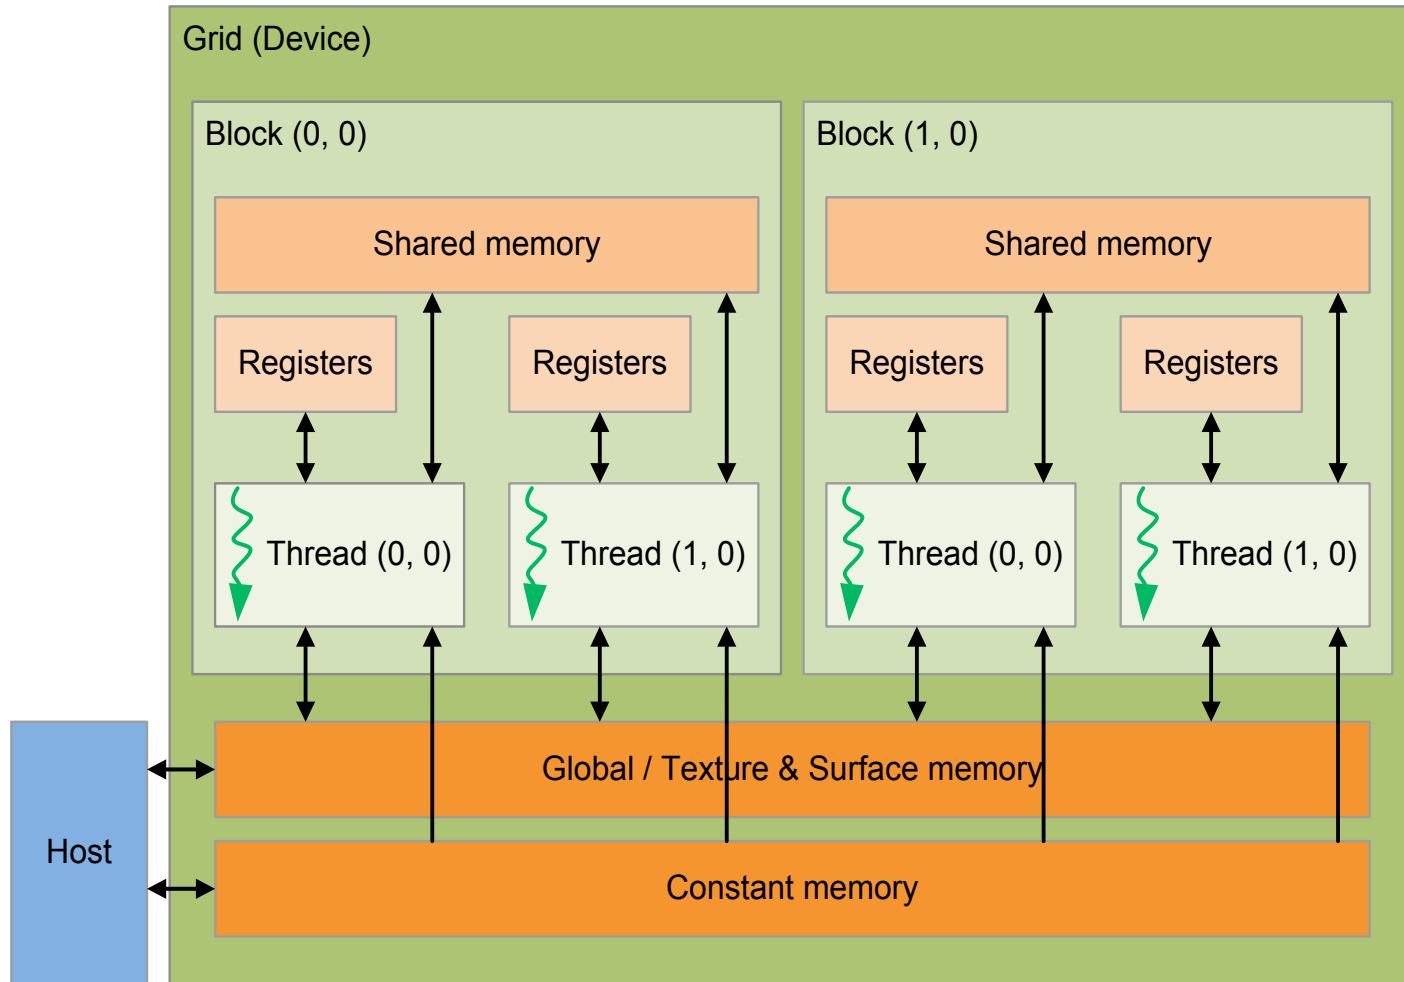 Grid (Device)
Block (0, 0)
Block (1, 0)
Shared memory
Shared memory
Registers
Registers
Registers
Registers
Thread (0, 0)
Thread (1, 0)
Thread (0, 0)
Thread (1, 0)
Global / Texture & Surface memory
Host
Constant memory